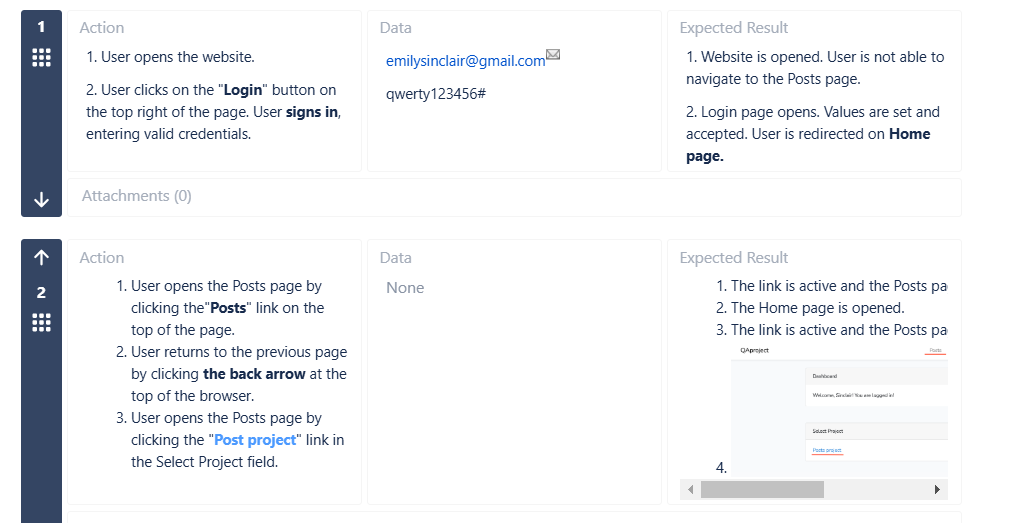 1
Action
Data
Expected Result
1. User opens the website.
2. User clicks on the "Login" button on
the top right of the page. User signs in,
entering valid credentials.
emilysinclair@gmail.com
qwerty123456#
1. Website is opened. User is not able to
navigate to the Posts page.
2. Login page opens. Values are set and
accepted. User is redirected on Home
page.
Attachments (0)
2
Action
Data
Expected Result
1. User opens the Posts page by
clicking the"Posts" link on the
top of the page.
2. User returns to the previous page
by clicking the back arrow at the
top of the browser.
3. User opens the Posts page by
clicking the "Post project" link in
the Select Project field.
None
1. The link is active and the Posts pa
2. The Home page is opened.
3. The link is active and the Posts pa
QAproject
Posts
Dashboard
Welcome, Sinclair! You are logged in!
Select Project
Posts project
4.